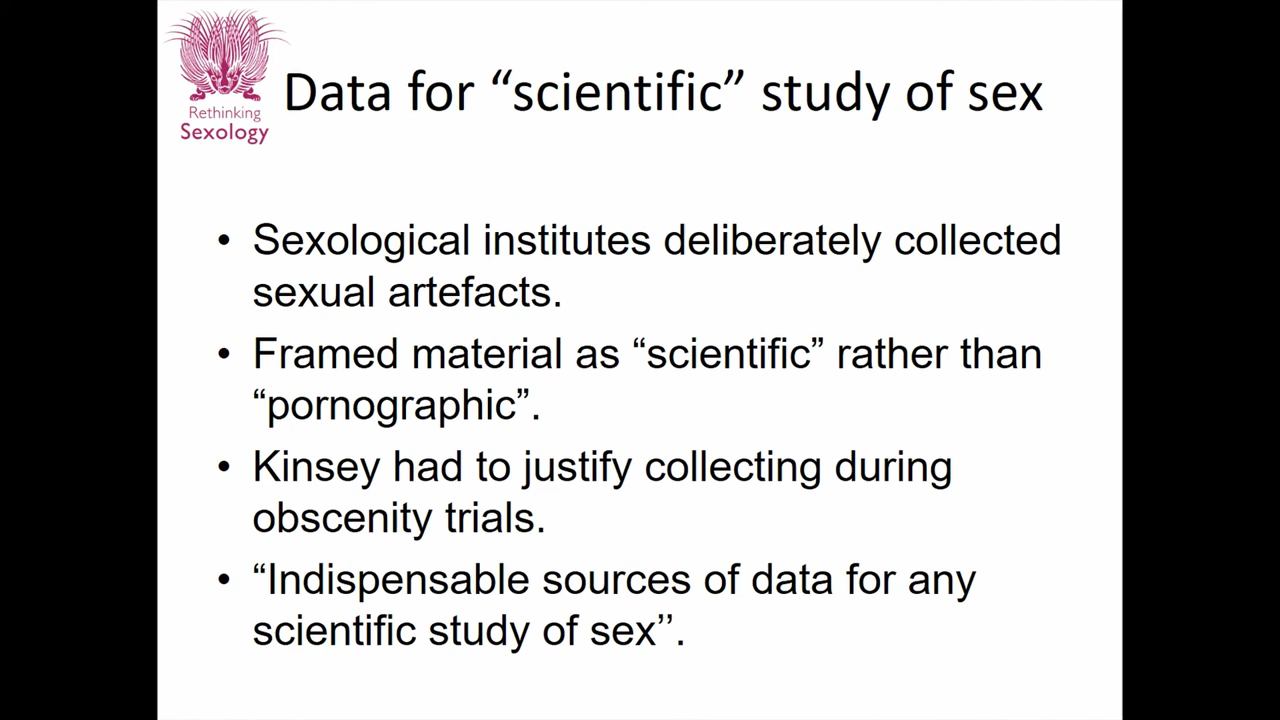 Rethinking
Sexology
Data for “scientific” study of sex
• Sexological institutes deliberately collected
sexual artefacts.
• Framed material as “scientific” rather than
“pornographic”.
• Kinsey had to justify collecting during
obscenity trials.
• “Indispensable sources of data for any
scientific study of sex’’.